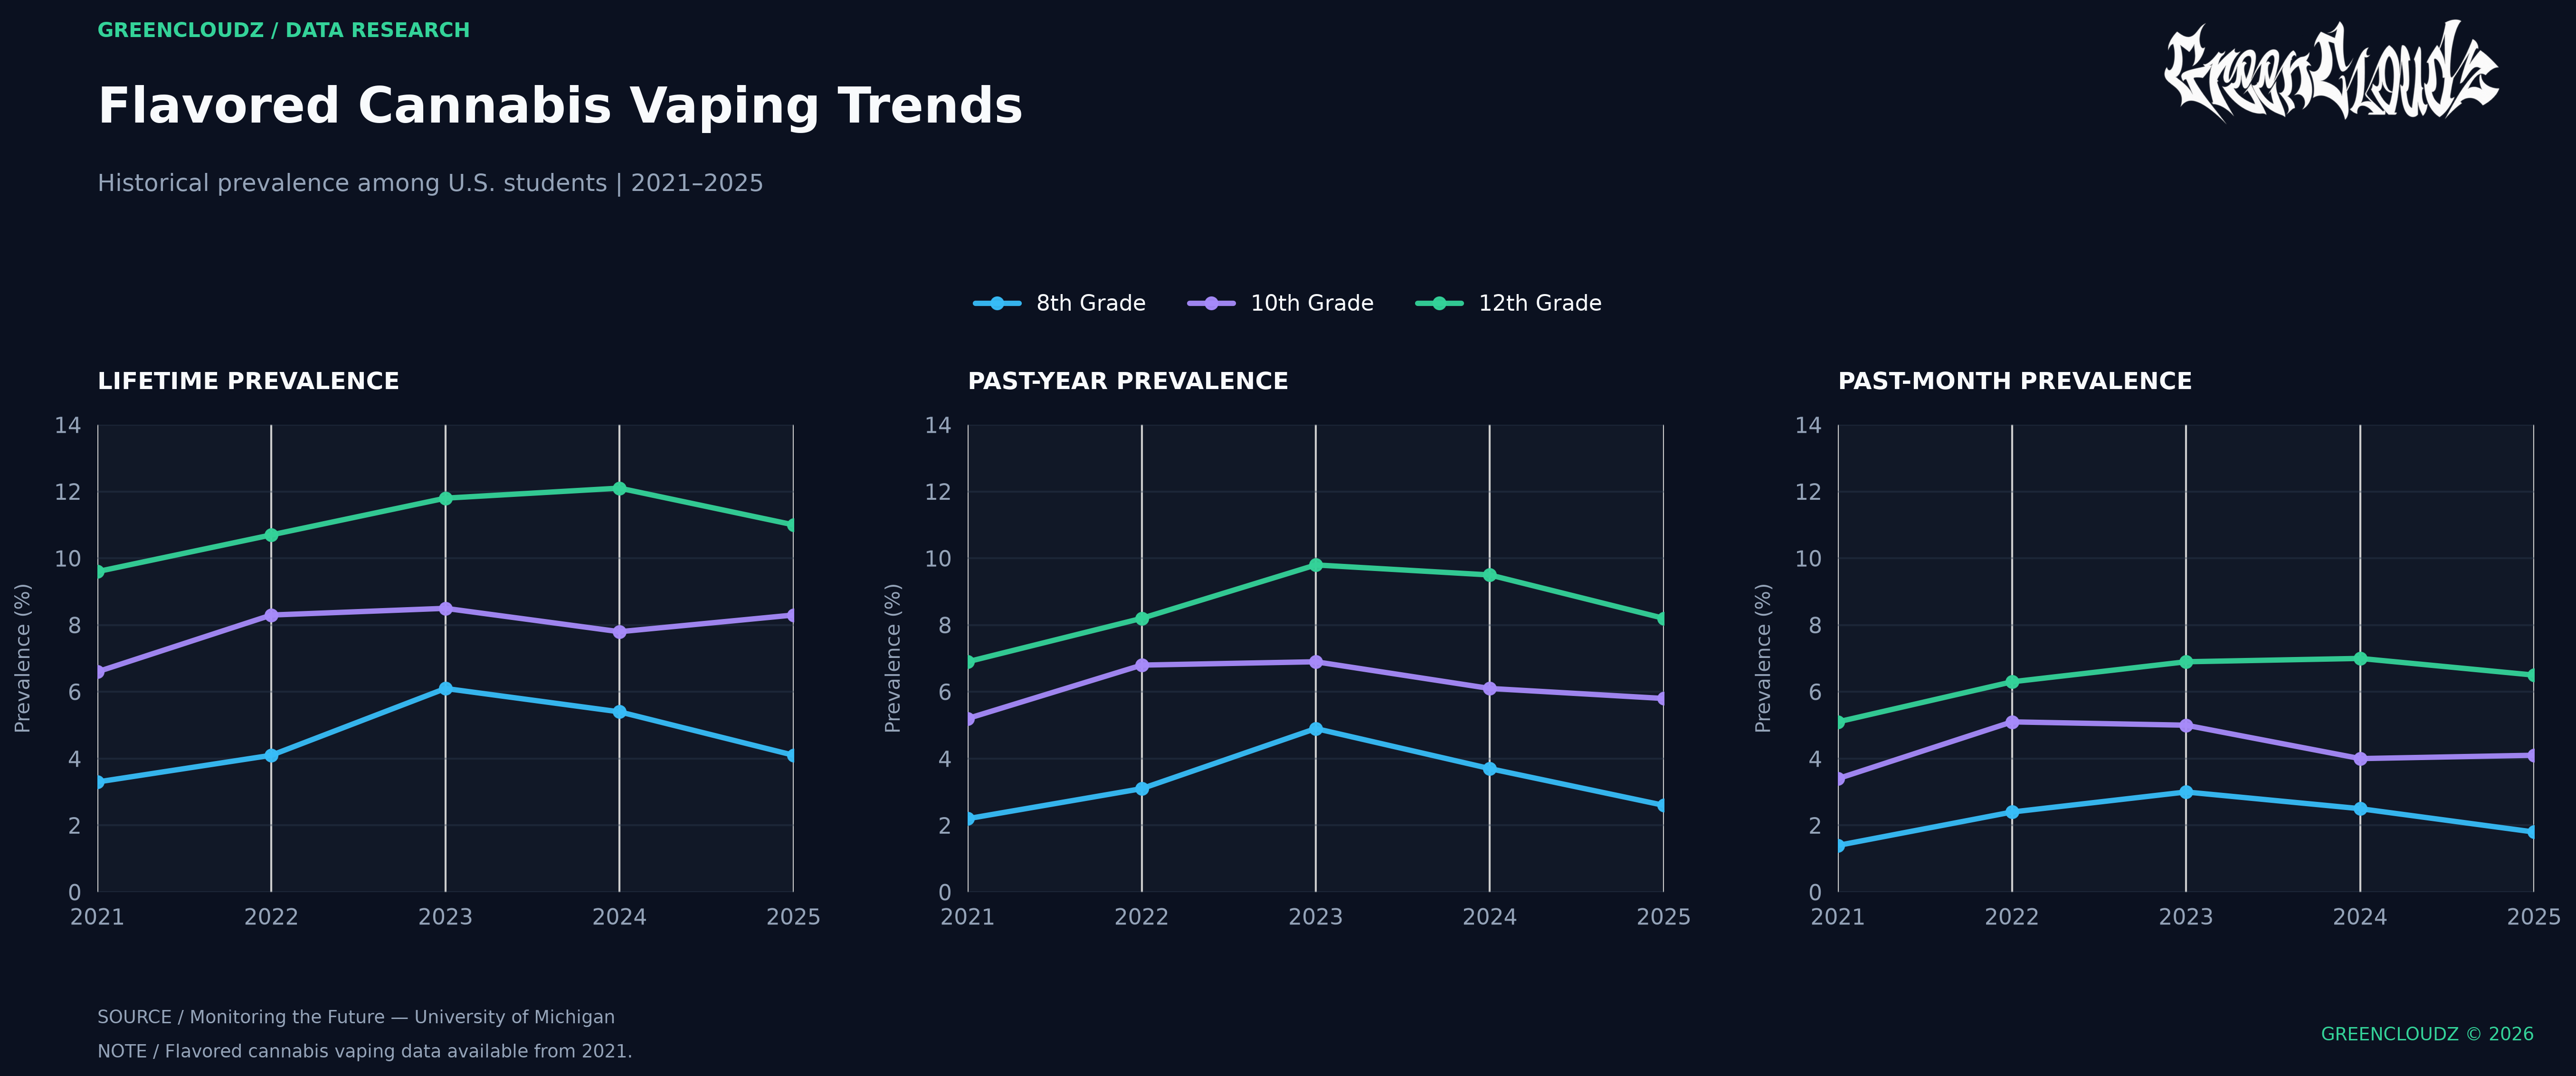 GREENCLOUDZ / DATA RESEARCH
GreenCloudz
Flavored Cannabis Vaping Trends
Historical prevalence among U.S. students | 2021–2025
8th Grade 10th Grade 12th Grade
LIFETIME PREVALENCE
Prevalence (%)
14
12
10
8
6
4
2
0
2021 2022 2023 2024 2025
PAST-YEAR PREVALENCE
Prevalence (%)
14
12
10
8
6
4
2
0
2021 2022 2023 2024 2025
PAST-MONTH PREVALENCE
Prevalence (%)
14
12
10
8
6
4
2
0
2021 2022 2023 2024 2025
SOURCE / Monitoring the Future — University of Michigan
NOTE / Flavored cannabis vaping data available from 2021.
GREENCLOUDZ © 2026